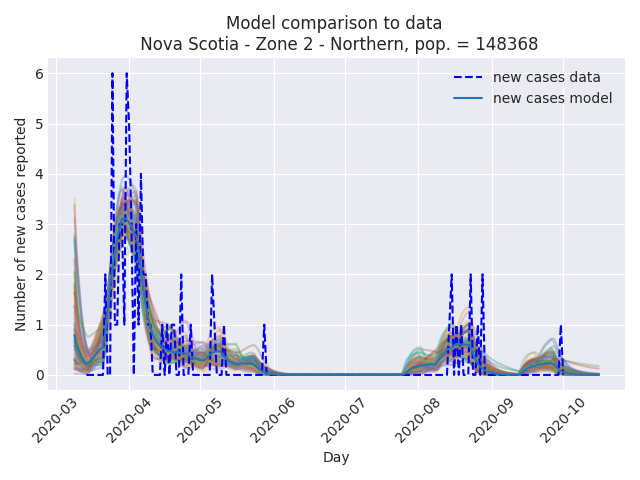 Model comparison to data
Nova Scotia - Zone 2 - Northern, pop. = 148368
new cases data
new cases model
Number of new cases reported
6
5
4
3
2
1
0
2020-03
2020-04
2020-05
2020-06
2020-07
2020-08
2020-09
2020-10
Day